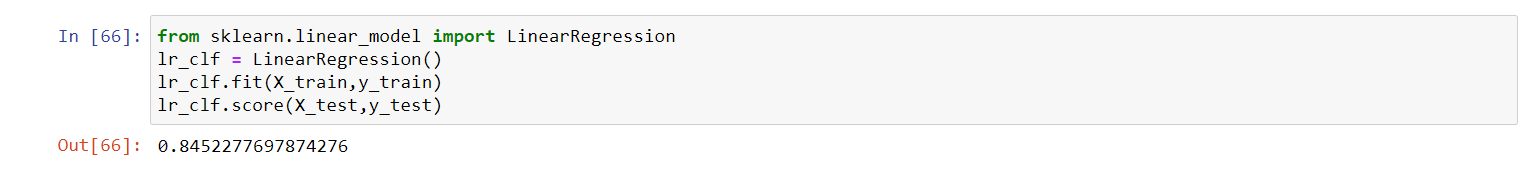 In [66]: from sklearn.linear_model import LinearRegression
lr_clf = LinearRegression()
lr_clf.fit(X_train,y_train)
lr_clf.score(X_test,y_test)
Out[66]: 0.8452277697874276